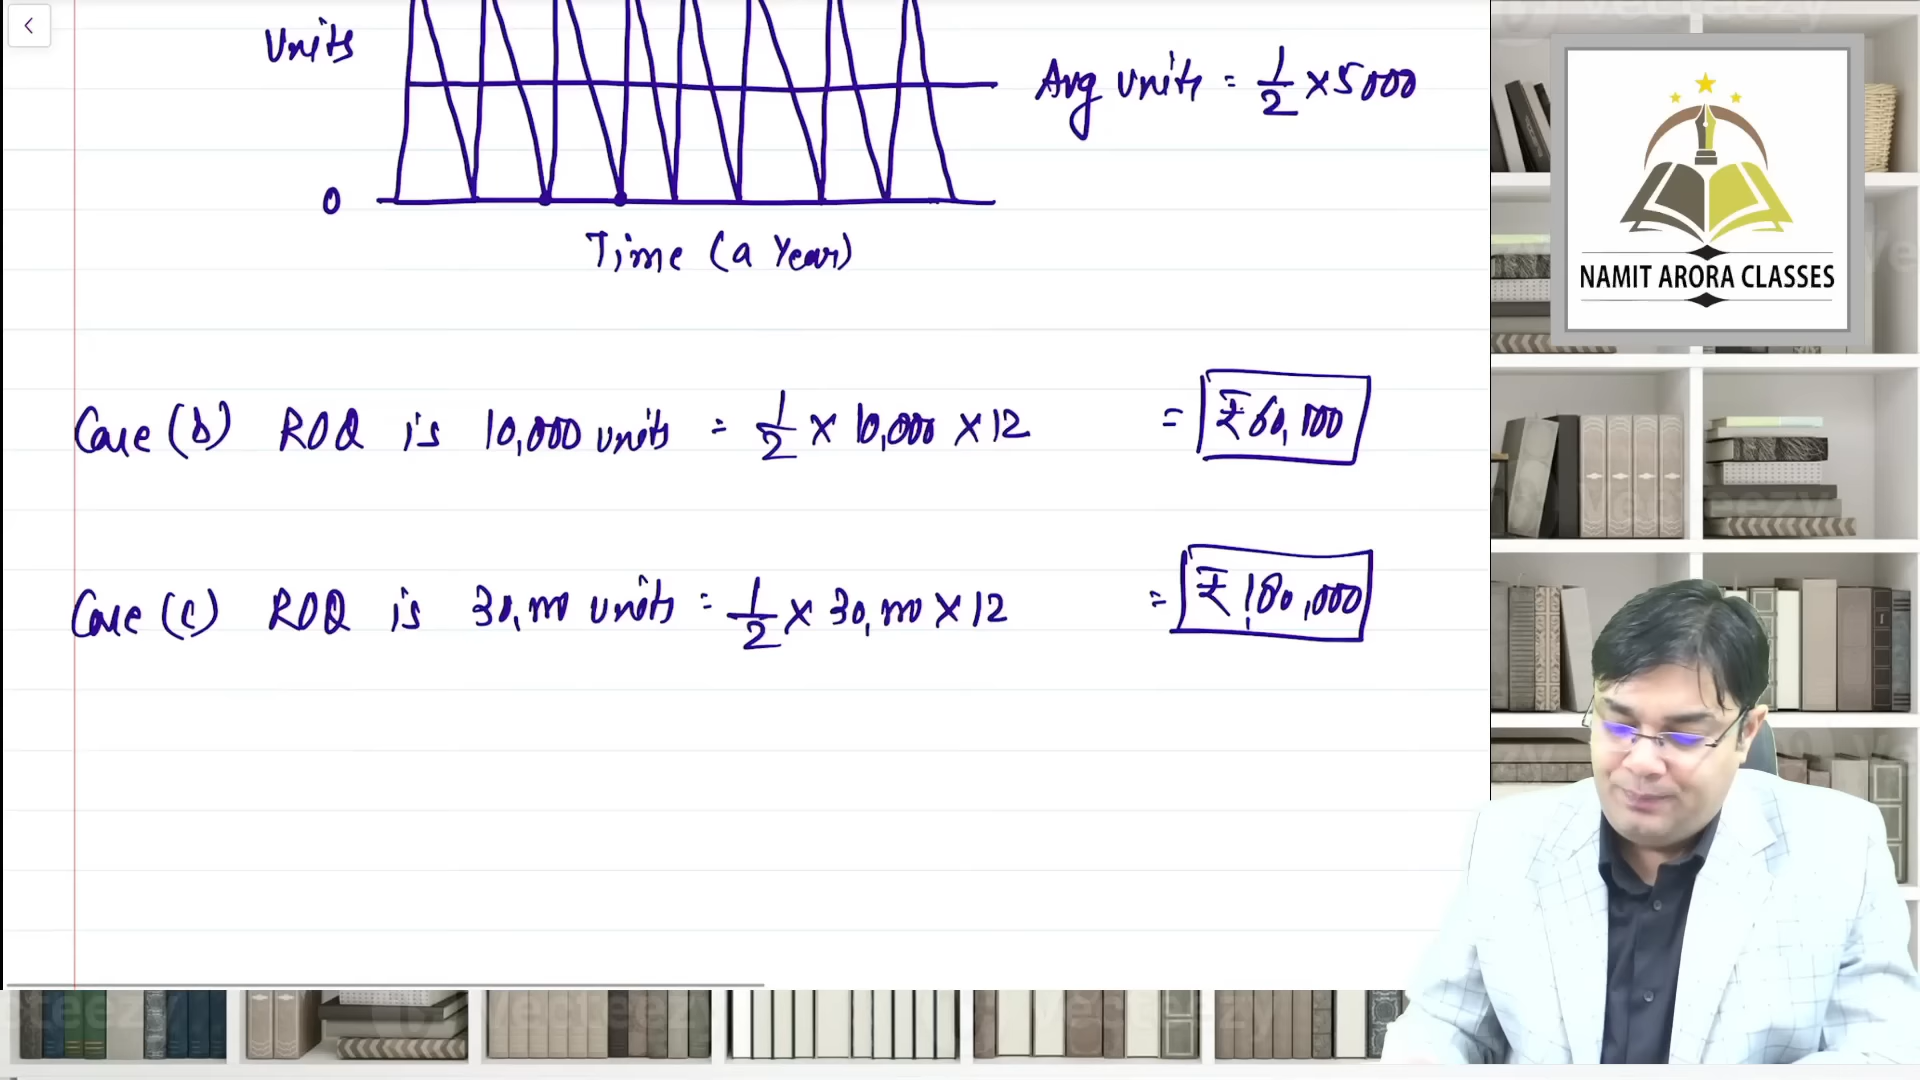 Units
Avg Units = 1/2 × 5000
0
Time (a Year)
Case (b) ROQ is 10,000 units = 1/2 × 10,000 × 12 = ₹60,000
Case (c) ROQ is 30,000 units = 1/2 × 30,000 × 12 = ₹180,000
NAMIT ARORA CLASSES